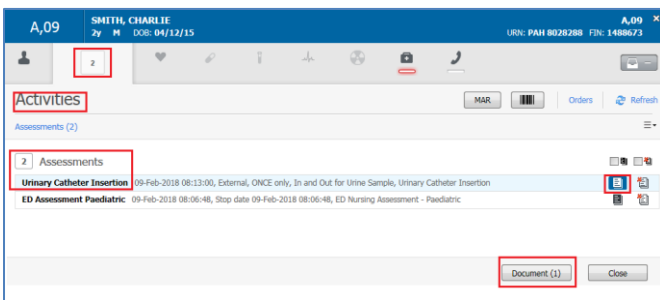 A,09
SMITH, CHARLIE
2y M DOB: 04/12/15
A,09 ×
URN: PAH 8028288 FIN: 1488673
2
Activities
MAR Orders Refresh
Assessments (2)
2 Assessments
Urinary Catheter Insertion 09-Feb-2018 08:13:00, External, ONCE only, In and Out for Urine Sample, Urinary Catheter Insertion
ED Assessment Paediatric 09-Feb-2018 08:06:48, Stop date 09-Feb-2018 08:06:48, ED Nursing Assessment - Paediatric
Document (1) Close